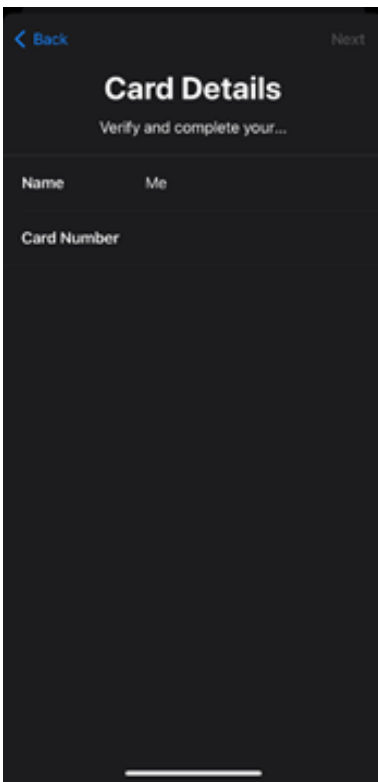 Back
Next
Card Details
Verify and complete your...
Name
Me
Card Number